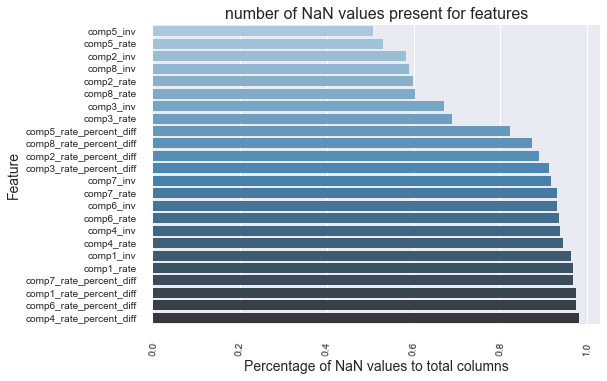 number of NaN values present for features
comp5_inv
comp5_rate
comp2_inv
comp8_inv
comp2_rate
comp8_rate
comp3_inv
comp3_rate
comp5_rate_percent_diff
comp8_rate_percent_diff
comp2_rate_percent_diff
comp3_rate_percent_diff
comp7_inv
comp7_rate
comp6_inv
comp6_rate
comp4_inv
comp4_rate
comp1_inv
comp1_rate
comp7_rate_percent_diff
comp1_rate_percent_diff
comp6_rate_percent_diff
comp4_rate_percent_diff
Feature
0.0
0.2
0.4
0.6
0.8
1.0
Percentage of NaN values to total columns